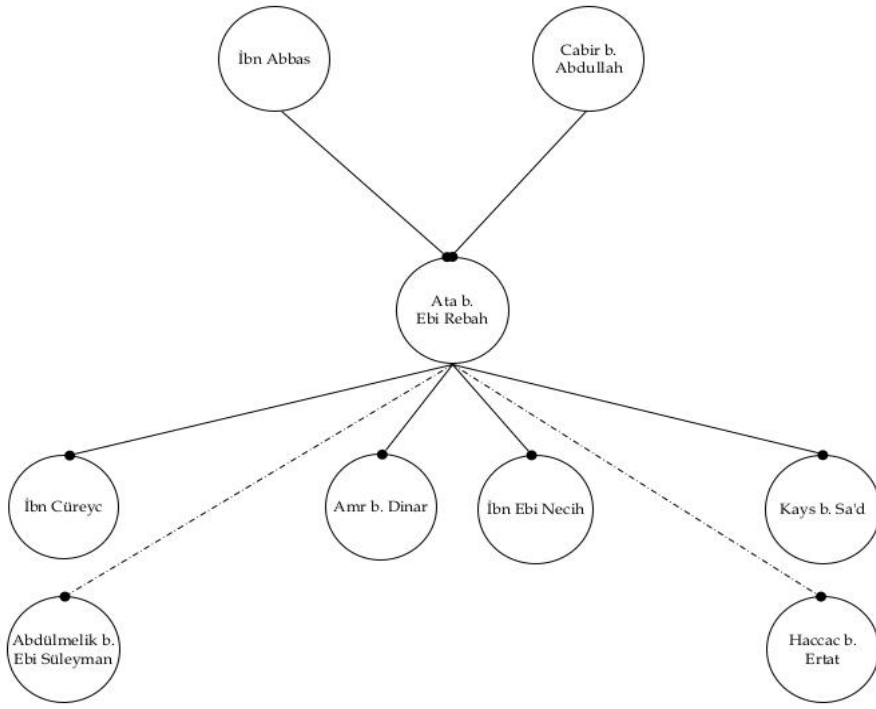 İbn Abbas
Cabir b.
Abdullah
Ata b.
Ebi Rebah
İbn Cüreyc
Amr b. Dinar
İbn Ebi Necih
Kays b. Sa'd
Abdülmelik b.
Ebi Süleyman
Haccac b.
Ertat